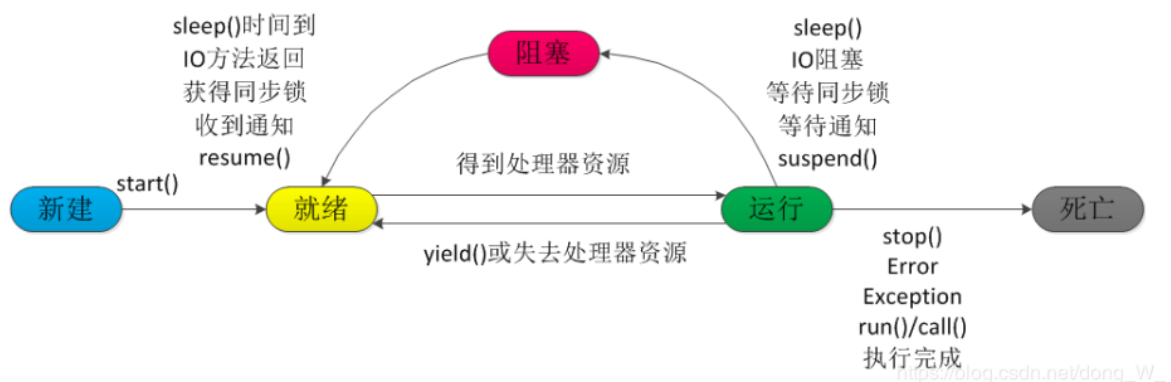 sleep()时间到
IO方法返回
获得同步锁
收到通知
resume()
阻塞
sleep()
IO阻塞
等待同步锁
等待通知
suspend()
新建
start()
就绪
得到处理器资源
yield()或失去处理器资源
运行
死亡
stop()
Error
Exception
run()/call()
执行完成
https://blog.csdn.net/dong_W_